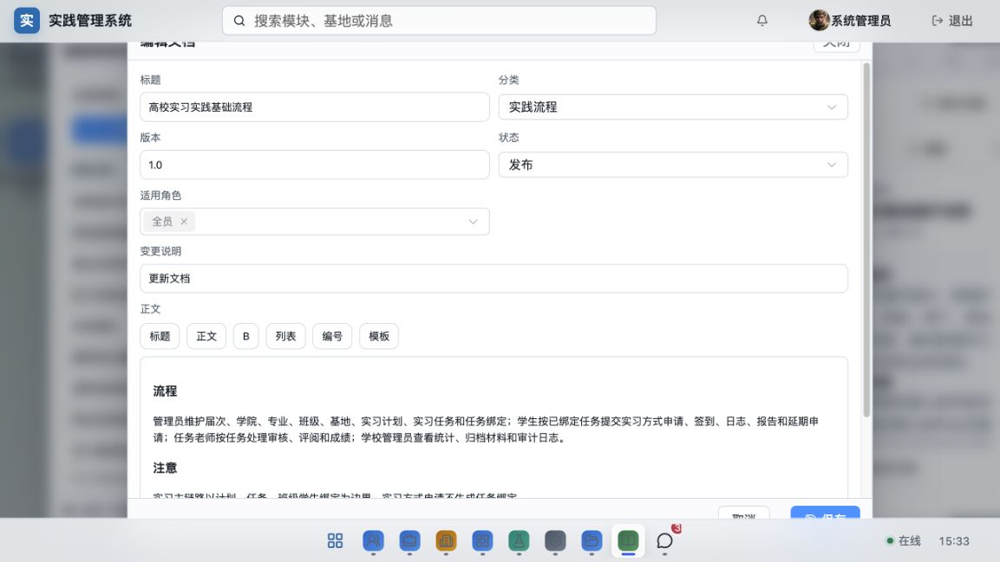 实 实践管理系统 搜索模块、基地或消息 系统管理员 退出
编辑文档 关闭
标题 分类
高校实习实践基础流程 实践流程
版本 状态
1.0 发布
适用角色
全员
变更说明
更新文档
正文
标题 正文 B 列表 编号 模板
流程
管理员维护届次、学院、专业、班级、基地、实习计划、实习任务和任务绑定；学生按已绑定任务提交实习方式申请、签到、日志、报告和延期申
请；任务老师按任务处理审核、评阅和成绩；学校管理员查看统计、归档材料和审计日志。
注意
实习主链路以计划、任务、班级学生绑定为边界，实习方式申请不生成任务绑定。
取消 保存
3
在线 15:33